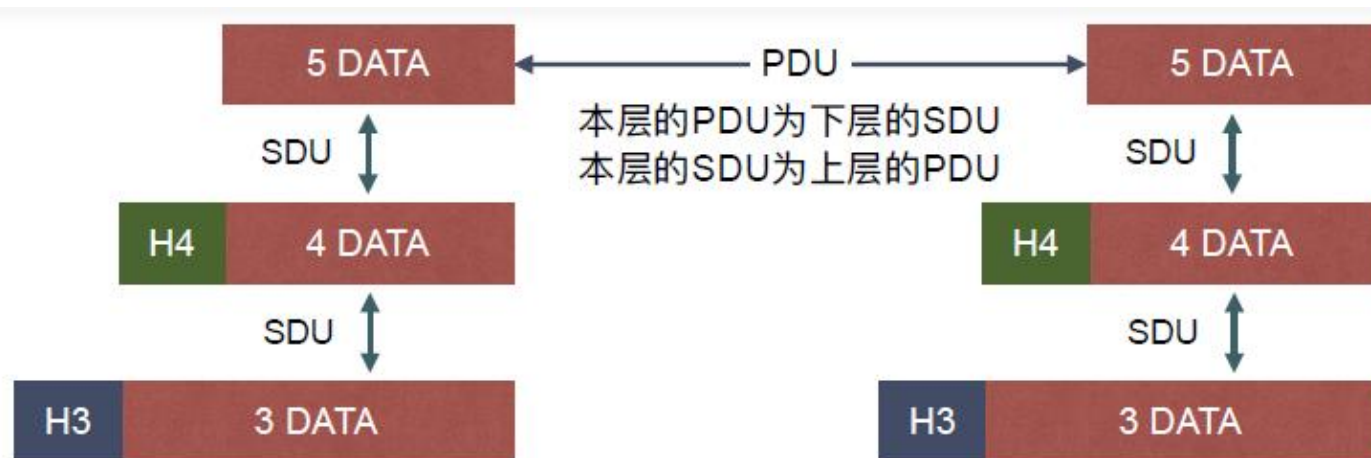 5 DATA PDU 5 DATA
本层的PDU为下层的SDU
本层的SDU为上层的PDU
SDU SDU
H4 4 DATA H4 4 DATA
SDU SDU
H3 3 DATA H3 3 DATA